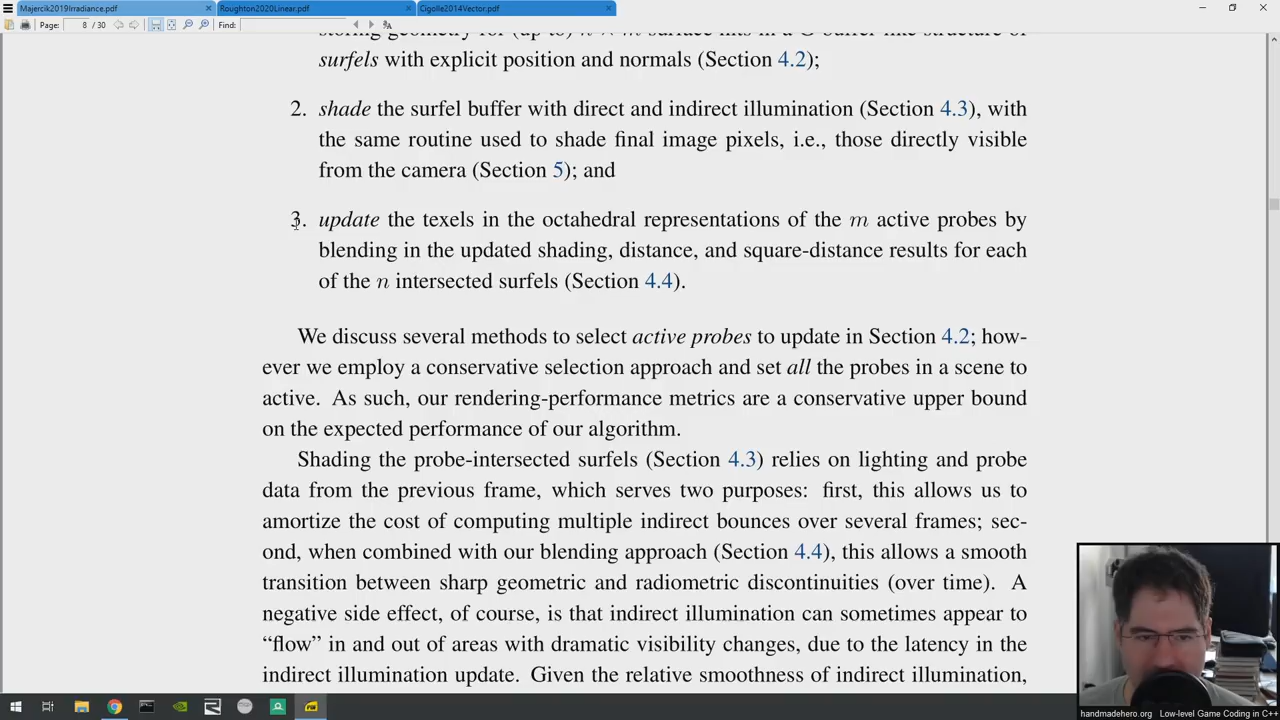 Majercik2019Irradiance.pdf
Roughton2020Linear.pdf
Cigolle2014Vector.pdf
Page: 8 / 30 Find:
storing geometry for (up to) n × m surface hits in a G-buffer-like structure of
surfels with explicit position and normals (Section 4.2);
2. shade the surfel buffer with direct and indirect illumination (Section 4.3), with
the same routine used to shade final image pixels, i.e., those directly visible
from the camera (Section 5); and
3. update the texels in the octahedral representations of the m active probes by
blending in the updated shading, distance, and square-distance results for each
of the n intersected surfels (Section 4.4).
We discuss several methods to select active probes to update in Section 4.2; how-
ever we employ a conservative selection approach and set all the probes in a scene to
active. As such, our rendering-performance metrics are a conservative upper bound
on the expected performance of our algorithm.
Shading the probe-intersected surfels (Section 4.3) relies on lighting and probe
data from the previous frame, which serves two purposes: first, this allows us to
amortize the cost of computing multiple indirect bounces over several frames; sec-
ond, when combined with our blending approach (Section 4.4), this allows a smooth
transition between sharp geometric and radiometric discontinuities (over time). A
negative side effect, of course, is that indirect illumination can sometimes appear to
“flow” in and out of areas with dramatic visibility changes, due to the latency in the
indirect illumination update. Given the relative smoothness of indirect illumination,
handmadehero.org Low-level Game Coding in C++